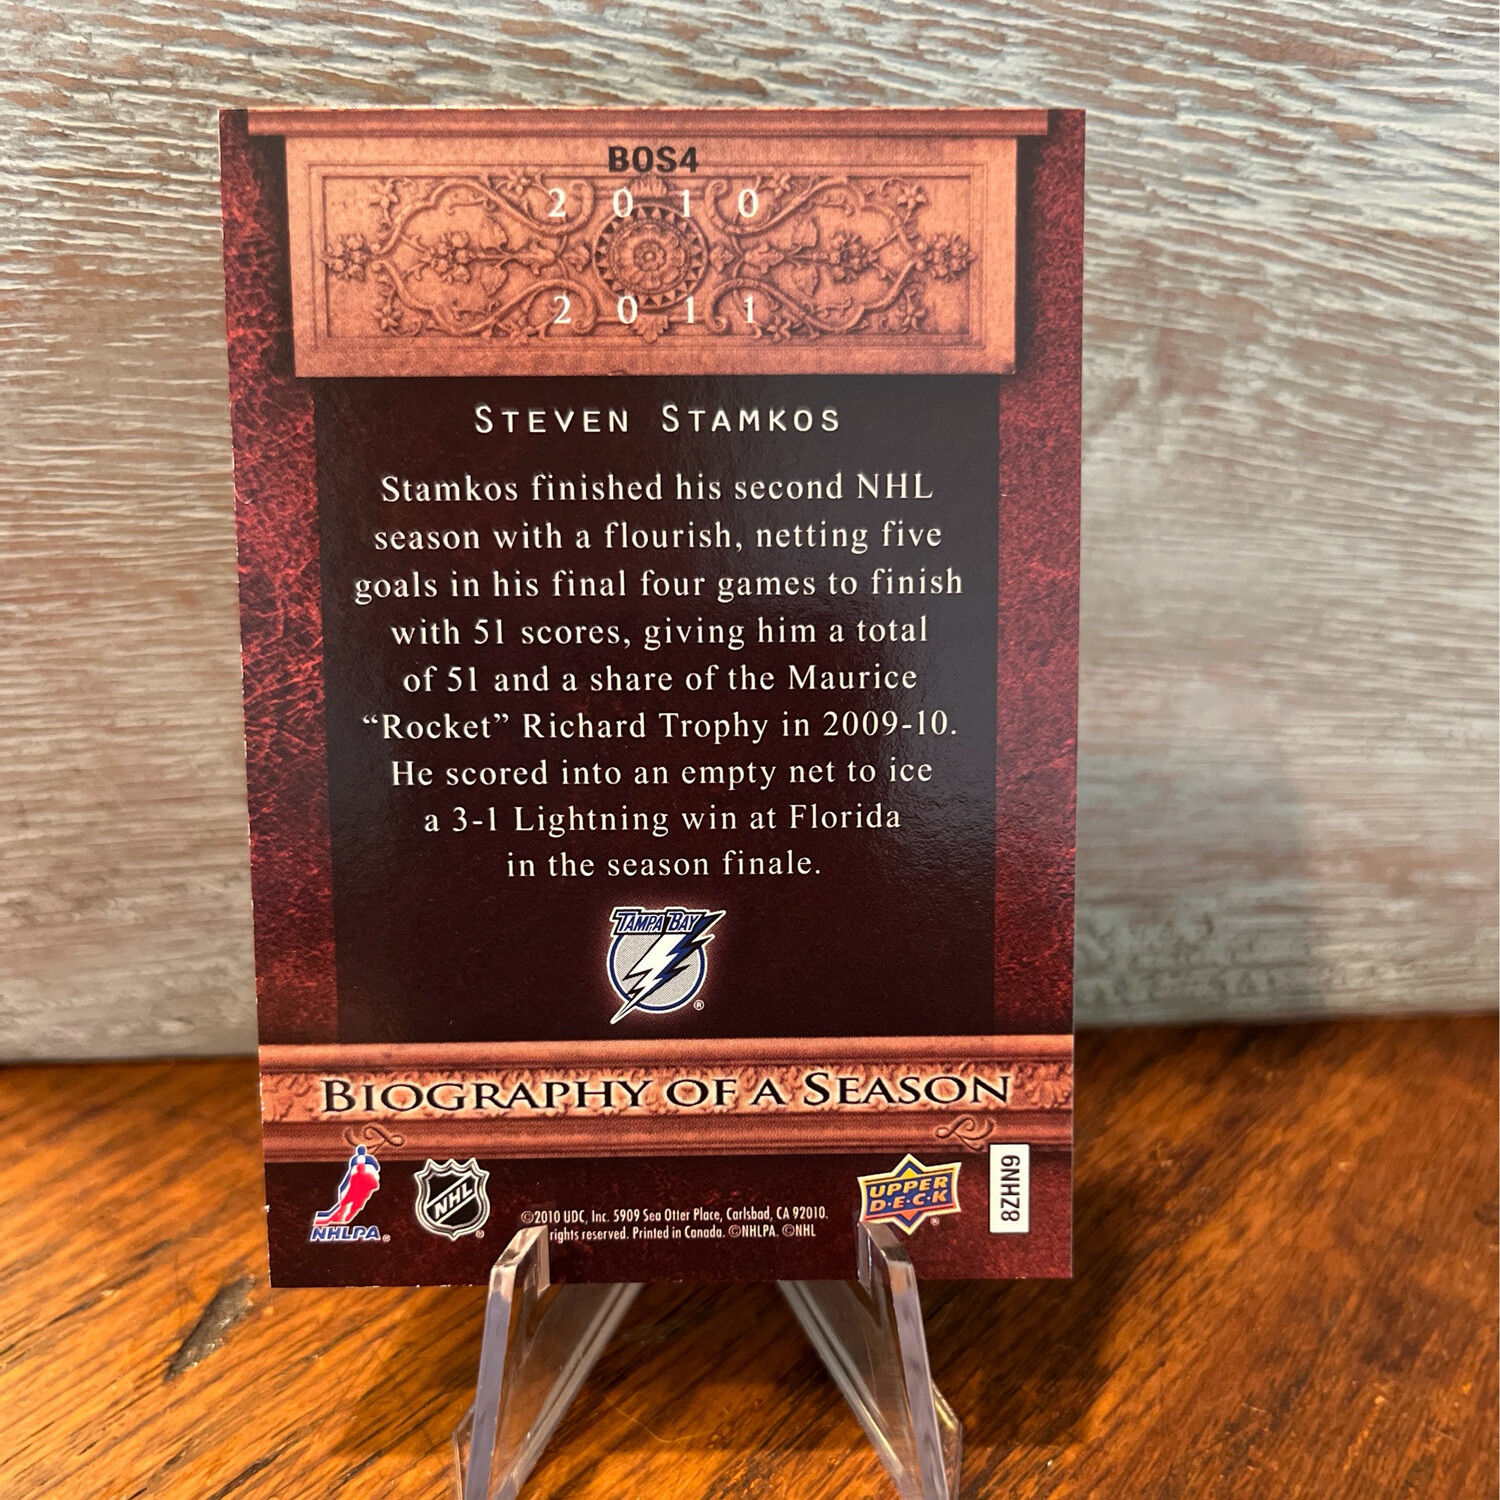 BOS4
2010
2011
STEVEN STAMKOS
Stamkos finished his second NHL
season with a flourish, netting five
goals in his final four games to finish
with 51 scores, giving him a total
of 51 and a share of the Maurice
“Rocket” Richard Trophy in 2009-10.
He scored into an empty net to ice
a 3-1 Lightning win at Florida
in the season finale.
TAMPA BAY
®
BIOGRAPHY OF A SEASON
NHLPA®
NHL®
©2010 UDC, Inc. 5909 Sea Otter Place, Carlsbad, CA 92010.
rights reserved. Printed in Canada. ©NHLPA. ©NHL
UPPER
D·E·C·K®
6NHZ8